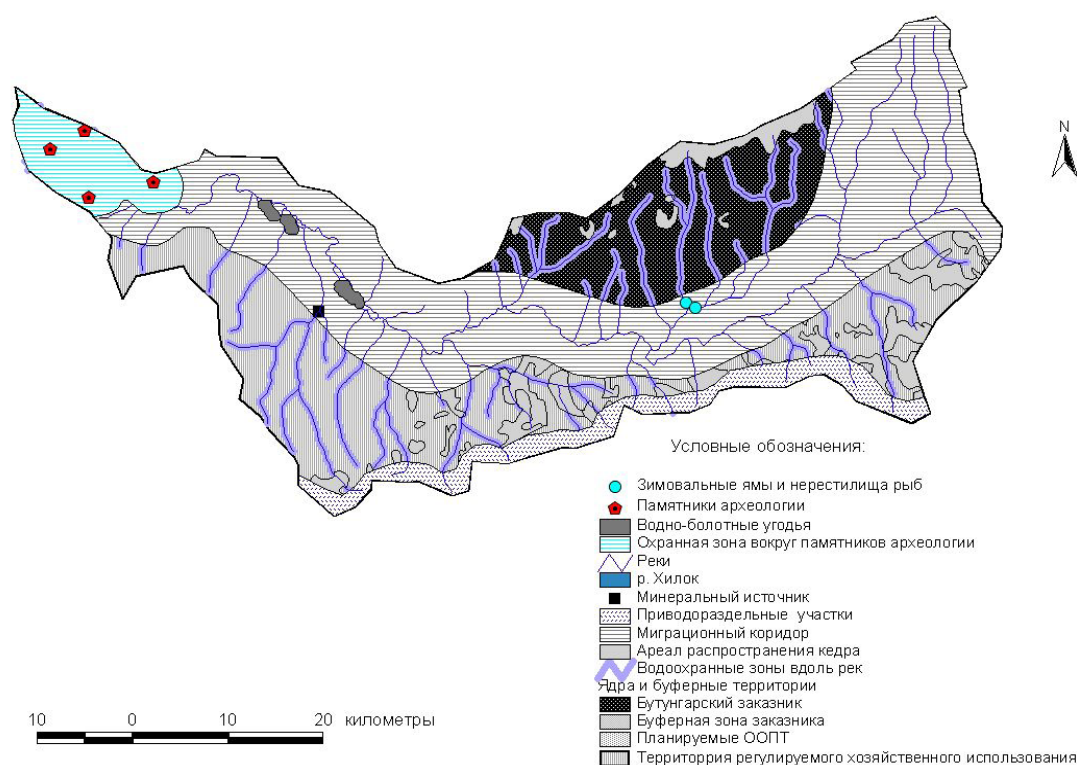 N
Условные обозначения:
Зимовальные ямы и нерестилища рыб
Памятники археологии
Водно-болотные угодья
Охранная зона вокруг памятников археологии
Реки
р. Хилок
Минеральный источник
Приводораздельные участки
Миграционный коридор
Ареал распространения кедра
Водоохранные зоны вдоль рек
Ядра и буферные территории
Бутунгарский заказник
Буферная зона заказника
Планируемые ООПТ
Территоррия регулируемого хозяйственного использования
10 0 10 20 километры